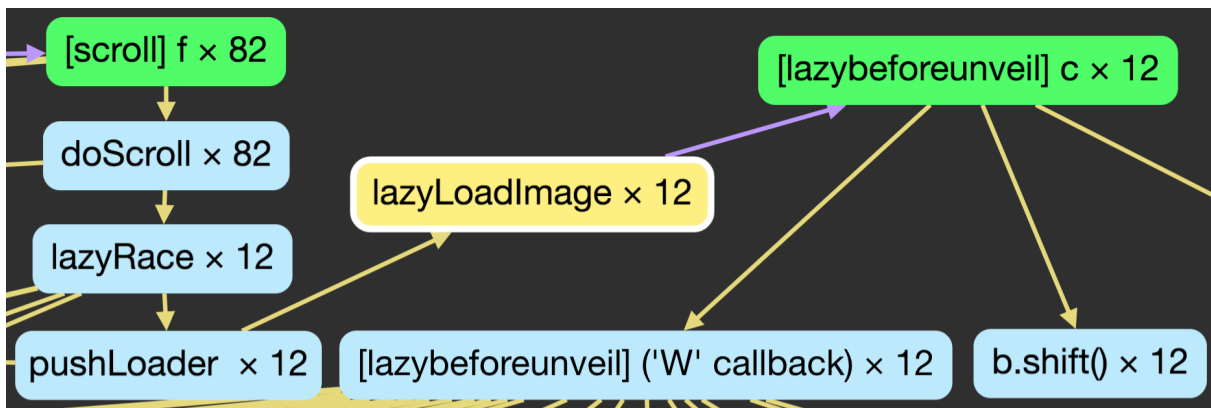 [scroll] f × 82
[lazybeforeunveil] c × 12
doScroll × 82
lazyLoadImage × 12
lazyRace × 12
pushLoader × 12
[lazybeforeunveil] ('W' callback) × 12
b.shift() × 12